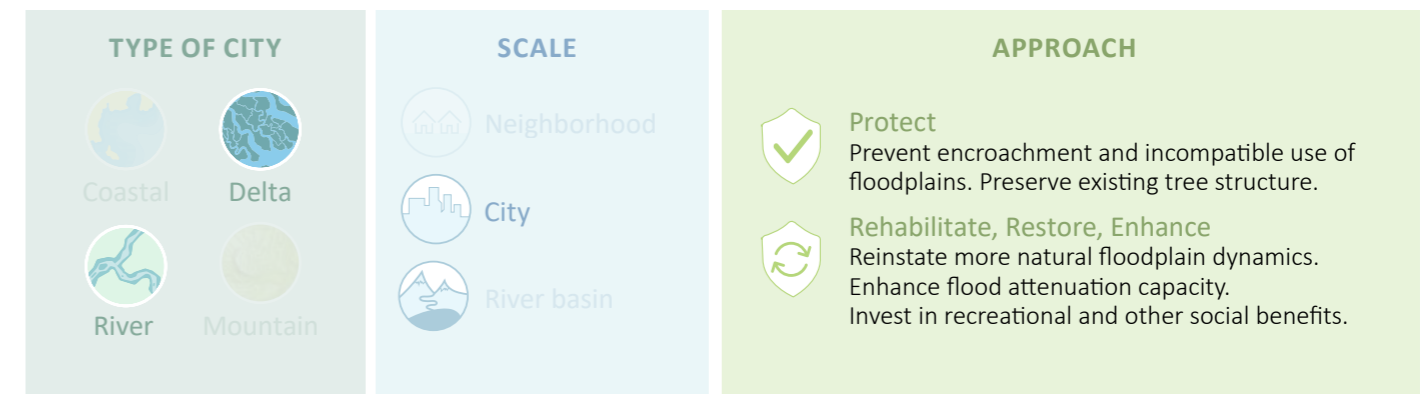 TYPE OF CITY
Coastal
Delta
River
Mountain
SCALE
Neighborhood
City
River basin
APPROACH
Protect
Prevent encroachment and incompatible use of
floodplains. Preserve existing tree structure.
Rehabilitate, Restore, Enhance
Reinstate more natural floodplain dynamics.
Enhance flood attenuation capacity.
Invest in recreational and other social benefits.